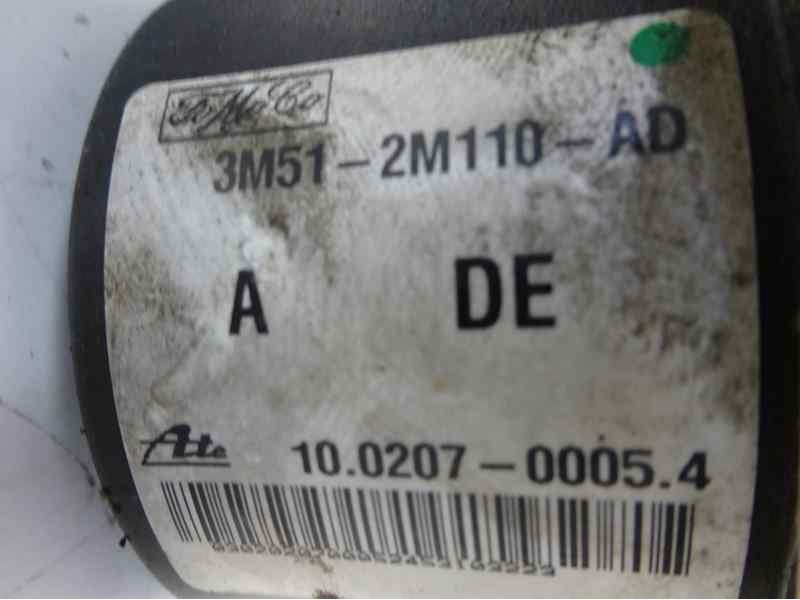 FoMoCo
3M51-2M110-AD
A DE
Ate 10.0207-0005.4